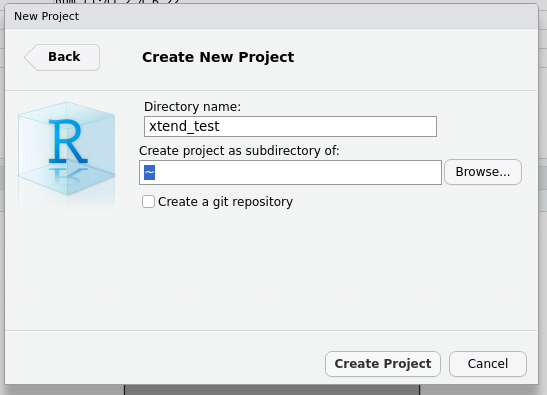 New Project
Back
Create New Project
Directory name:
xtend_test
Create project as subdirectory of:
~
Browse...
Create a git repository
R
Create Project
Cancel